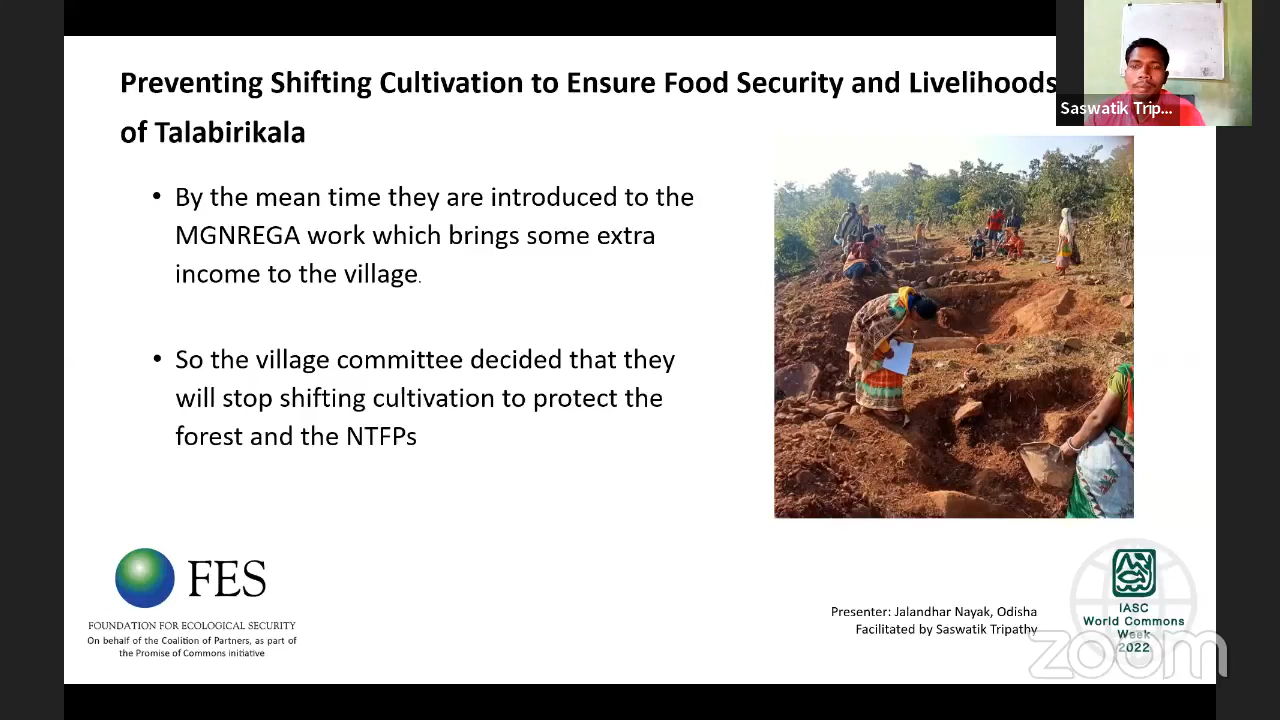 Preventing Shifting Cultivation to Ensure Food Security and Livelihoods
of Talabirikala
Saswatik Trip...
• By the mean time they are introduced to the
MGNREGA work which brings some extra
income to the village.
• So the village committee decided that they
will stop shifting cultivation to protect the
forest and the NTFPs
FES
FOUNDATION FOR ECOLOGICAL SECURITY
On behalf of the Coalition of Partners, as part of
the Promise of Commons initiative
Presenter: Jalandhar Nayak, Odisha
Facilitated by Saswatik Tripathy
IASC
World Commons
Week
2022
zoom